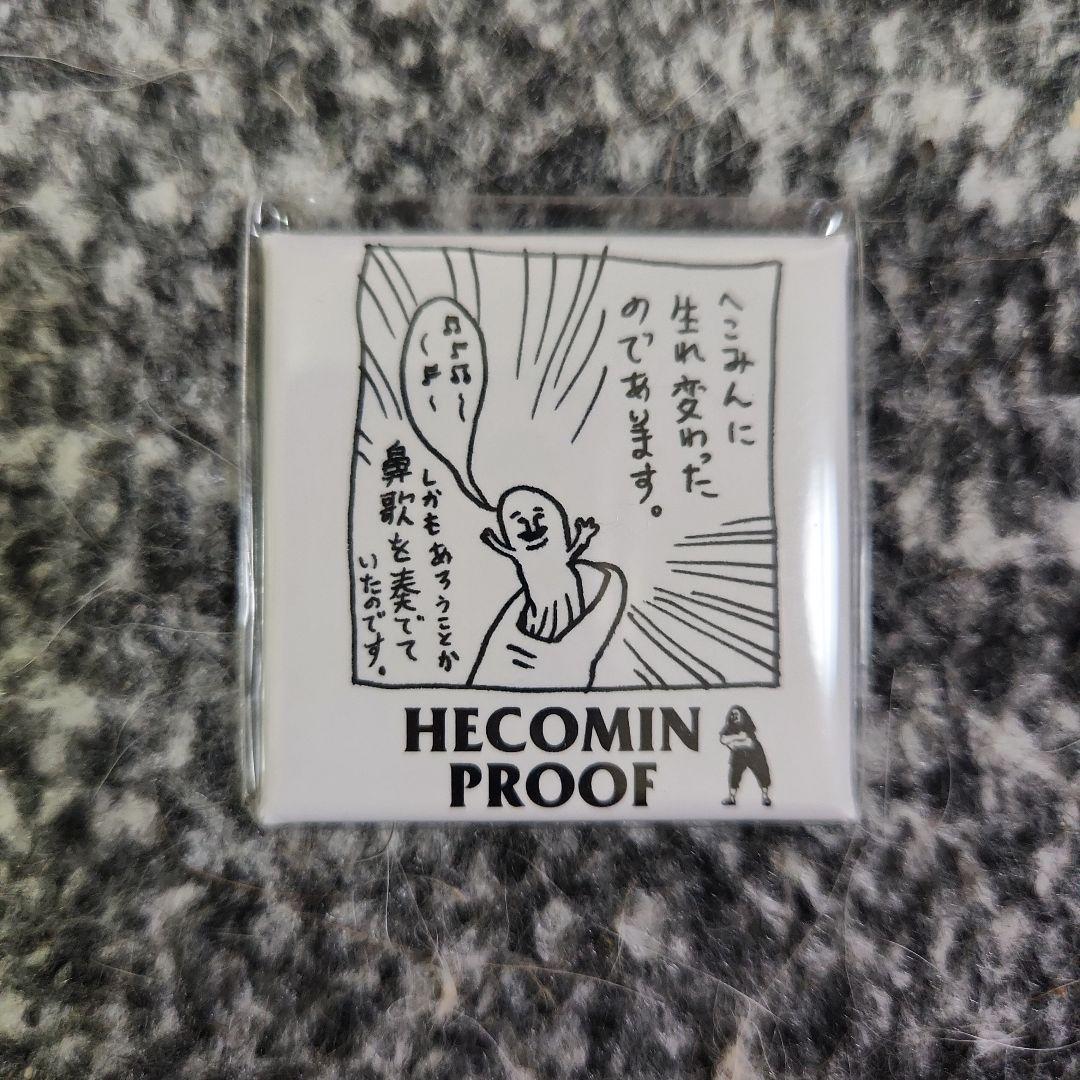 へこみんに
生れ変わった
のであります。
♫♪♫〜
〜♬〜
しかもあろうことか
鼻歌を奏でて
いたのです。
HECOMIN
PROOF